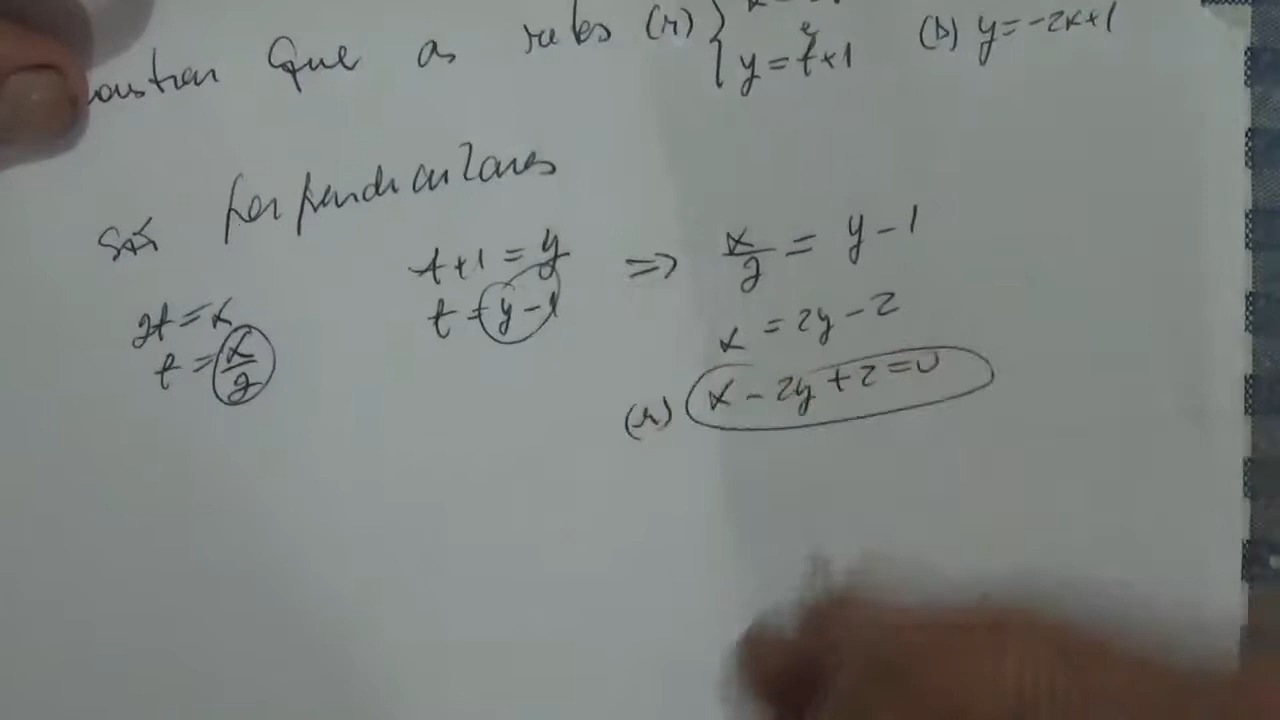 que as retas (r) { y = t+1 (s) y = -2x+1
são perpendiculares
2t = x
t = x/2
t+1 = y
t = y-1
=> x/2 = y-1
x = 2y-2
(r) x-2y+2=0